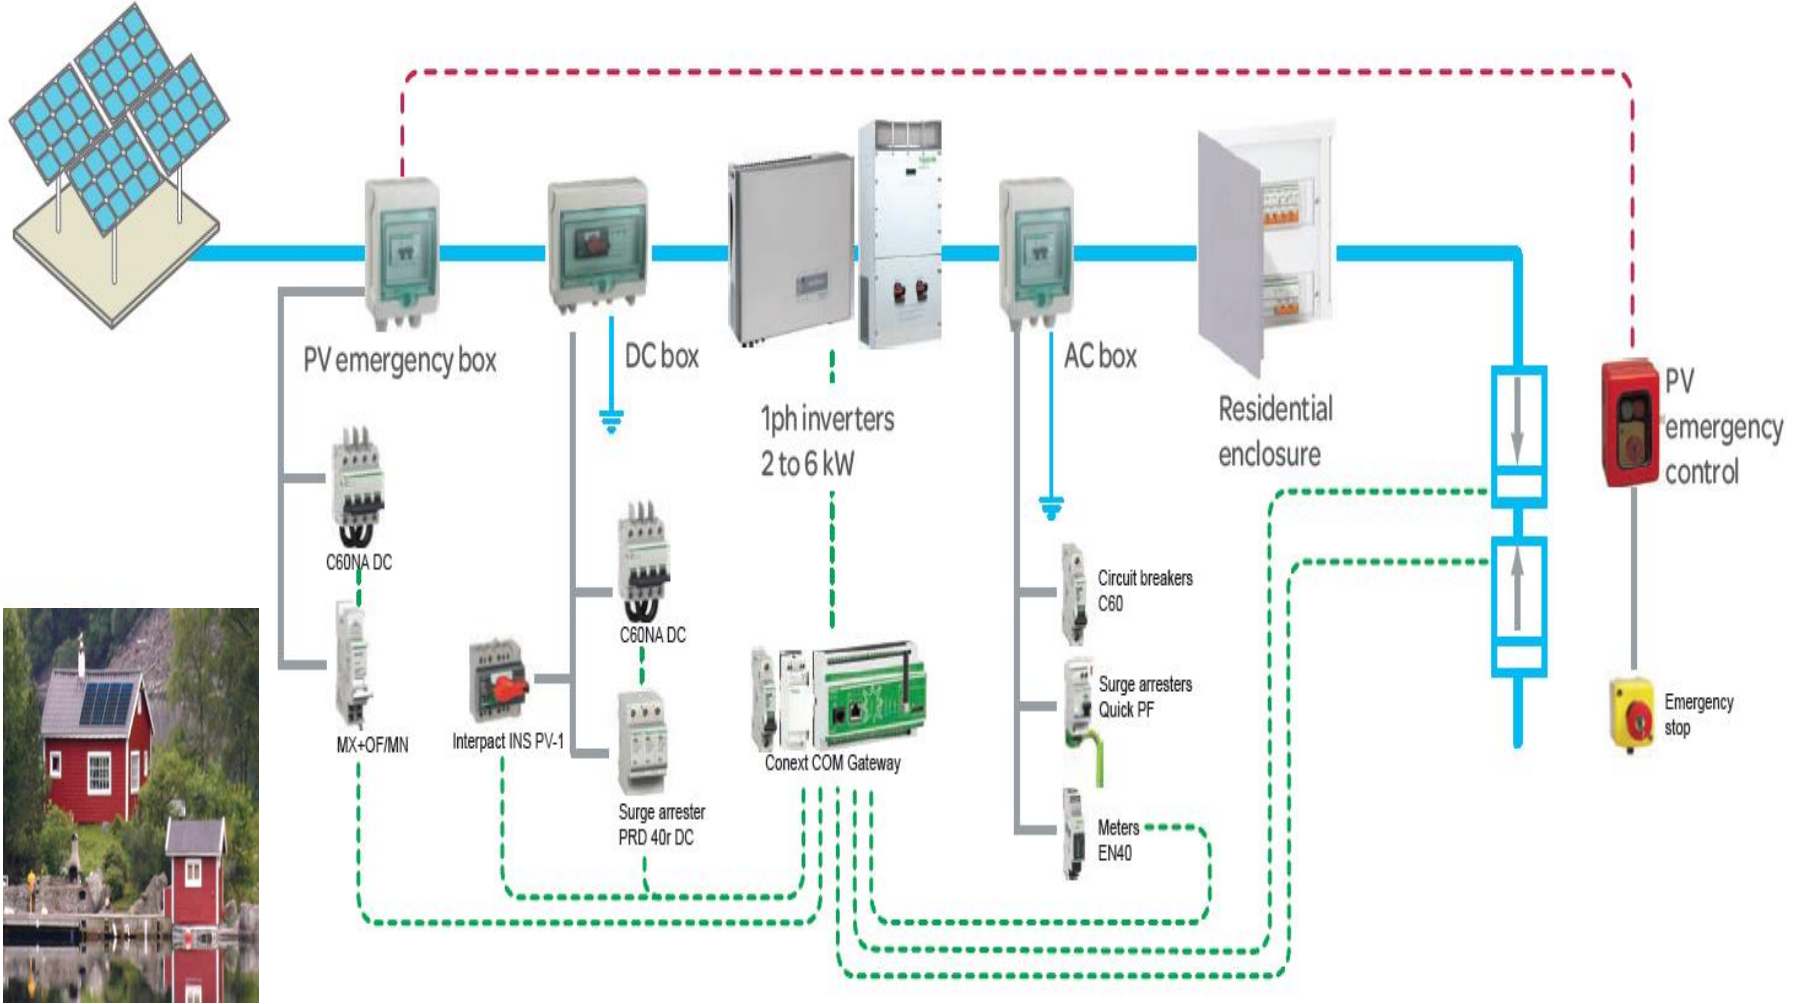 PV emergency box
DC box
1ph inverters
2 to 6 kW
AC box
Residential
enclosure
PV
emergency
control
C60NA DC
MX+OF/MN
Interpact INS PV-1
C60NA DC
Surge arrester
PRD 40r DC
Conext COM Gateway
Circuit breakers
C60
Surge arresters
Quick PF
Meters
EN40
Emergency
stop